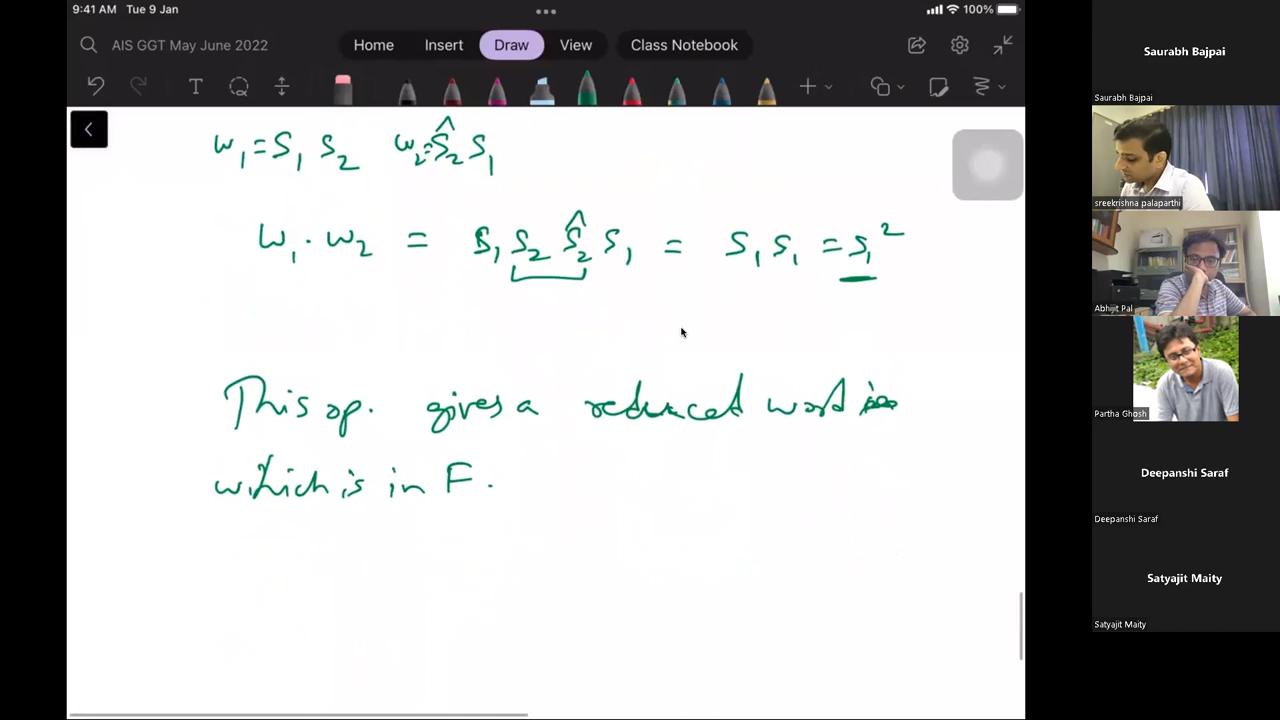 9:41 AM Tue 9 Jan
100%
AIS GGT May June 2022
Home Insert Draw View Class Notebook
w₁ = S₁ S₂ w₂ = Ŝ₂ S₁
w₁ . w₂ = S₁ S₂ Ŝ₂ S₁ = S₁ S₁ = S₁²
This op. gives a reduced word
which is in F.
Saurabh Bajpai
Saurabh Bajpai
sreekrishna palaparthi
Abhijit Pal
Partha Ghosh
Deepanshi Saraf
Deepanshi Saraf
Satyajit Maity
Satyajit Maity